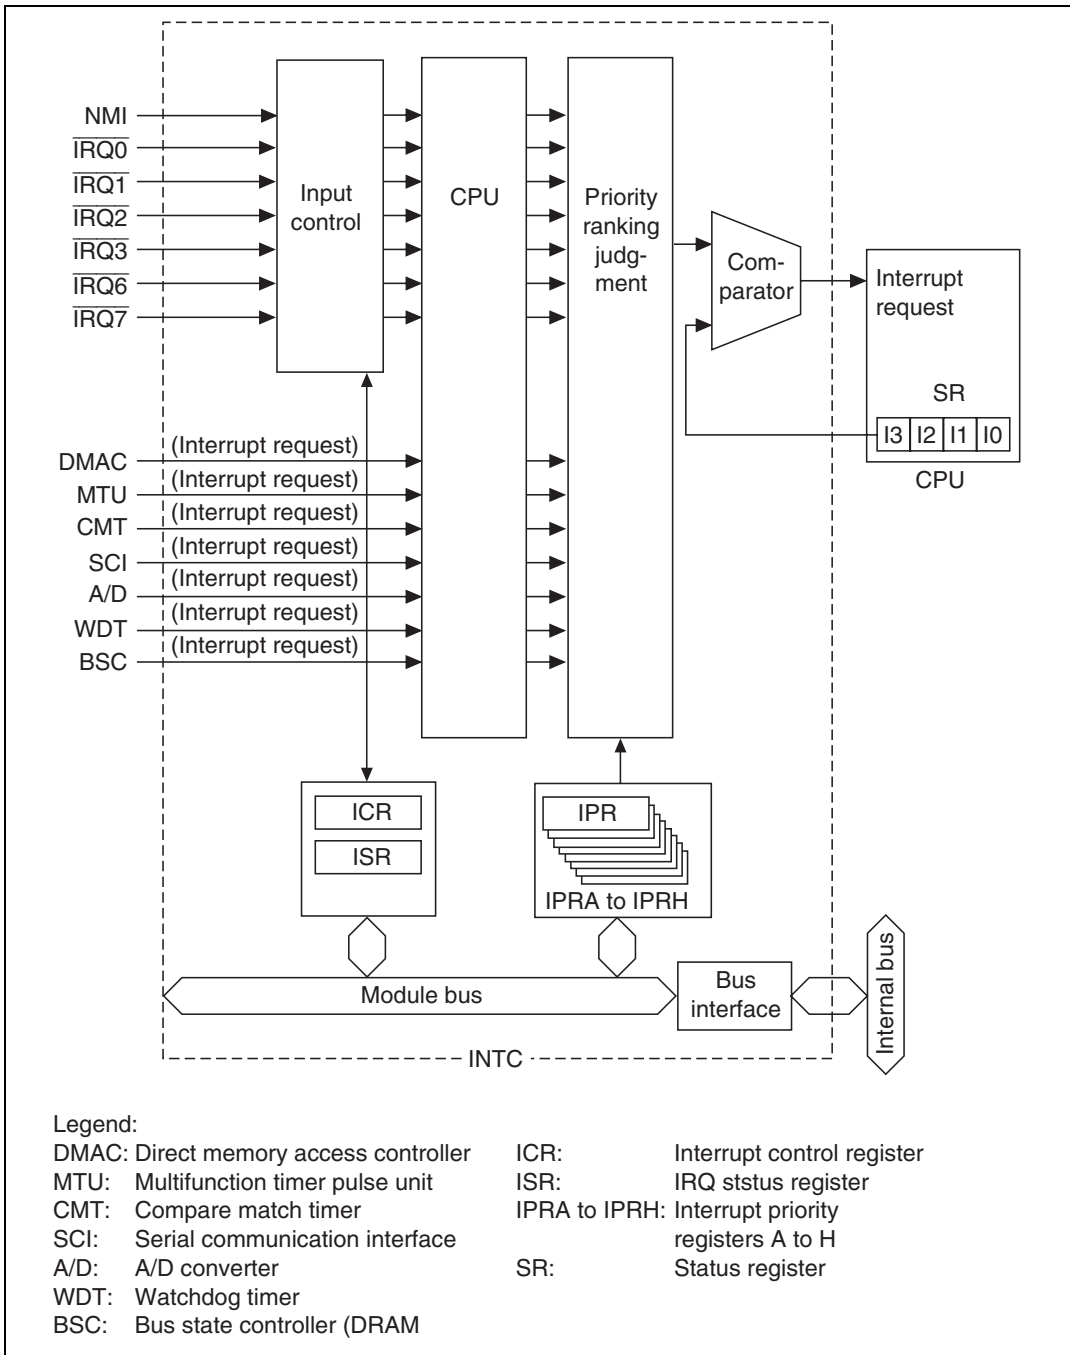 NMI
IRQ0
IRQ1
IRQ2
IRQ3
IRQ6
IRQ7
Input
control
CPU
Priority
ranking
judg-
ment
Com-
parator
Interrupt
request
SR
I3 I2 I1 I0
CPU
DMAC
(Interrupt request)
MTU
(Interrupt request)
CMT
(Interrupt request)
SCI
(Interrupt request)
A/D
(Interrupt request)
WDT
(Interrupt request)
BSC
(Interrupt request)
ICR
ISR
IPR
IPRA to IPRH
Module bus
Bus
interface
Internal bus
INTC
Legend:
DMAC: Direct memory access controller
MTU: Multifunction timer pulse unit
CMT: Compare match timer
SCI: Serial communication interface
A/D: A/D converter
WDT: Watchdog timer
BSC: Bus state controller (DRAM
ICR: Interrupt control register
ISR: IRQ ststus register
IPRA to IPRH: Interrupt priority
registers A to H
SR: Status register